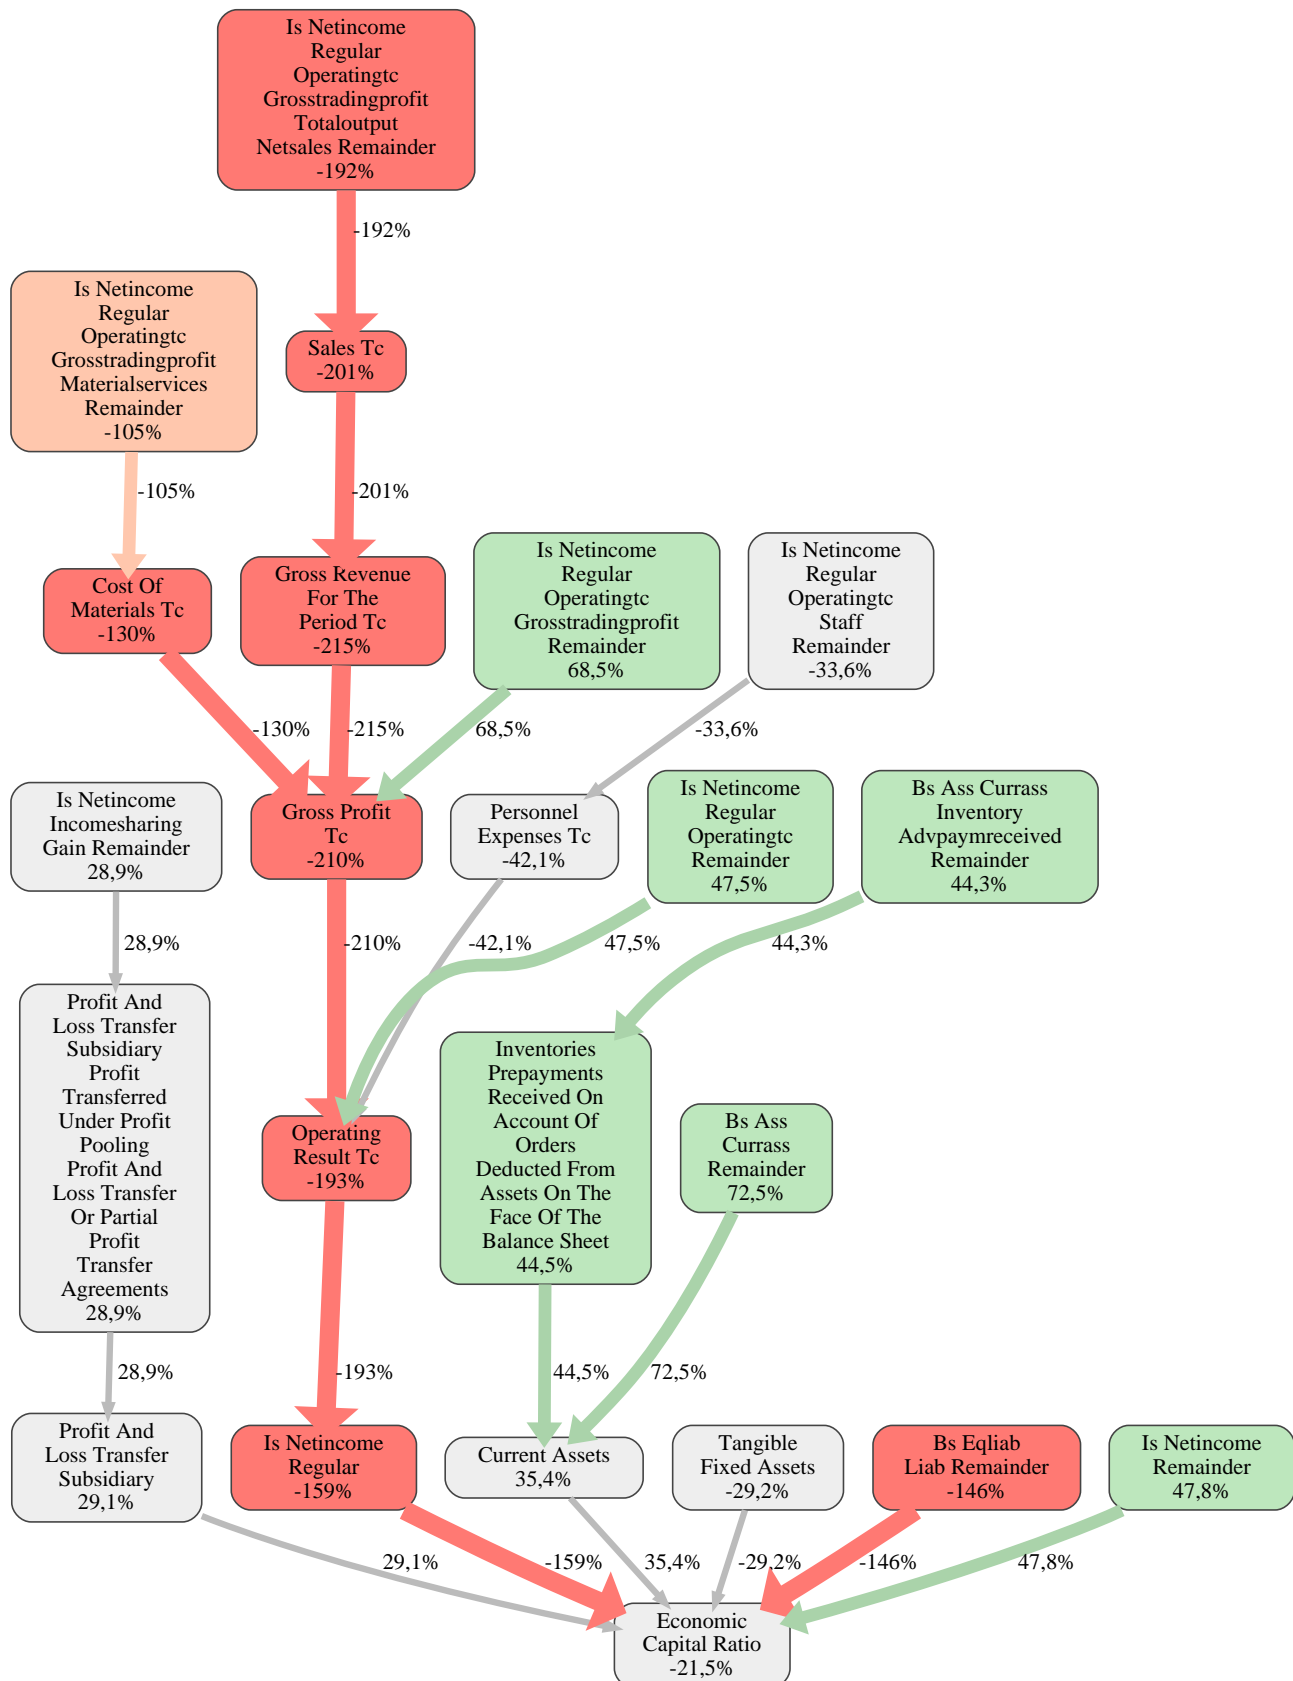 Is Netincome
Regular
Operatingtc
Grosstradingprofit
Totaloutput
Netsales Remainder
-192%
-192%
Is Netincome
Regular
Operatingtc
Grosstradingprofit
Materialservices
Remainder
-105%
Sales Tc
-201%
-105%
-201%
Cost Of
Materials Tc
-130%
Gross Revenue
For The
Period Tc
-215%
Is Netincome
Regular
Operatingtc
Grosstradingprofit
Remainder
68,5%
Is Netincome
Regular
Operatingtc
Staff
Remainder
-33,6%
-130%
-215%
68,5%
-33,6%
Is Netincome
Incomesharing
Gain Remainder
28,9%
Gross Profit
Tc
-210%
Personnel
Expenses Tc
-42,1%
Is Netincome
Regular
Operatingtc
Remainder
47,5%
Bs Ass Currass
Inventory
Advpaymreceived
Remainder
44,3%
28,9%
-210%
-42,1%
47,5%
44,3%
Profit And
Loss Transfer
Subsidiary
Profit
Transferred
Under Profit
Pooling
Profit And
Loss Transfer
Or Partial
Profit
Transfer
Agreements
28,9%
Operating
Result Tc
-193%
Inventories
Prepayments
Received On
Account Of
Orders
Deducted From
Assets On The
Face Of The
Balance Sheet
44,5%
Bs Ass
Currass
Remainder
72,5%
28,9%
-193%
44,5%
72,5%
Profit And
Loss Transfer
Subsidiary
29,1%
Is Netincome
Regular
-159%
Current Assets
35,4%
Tangible
Fixed Assets
-29,2%
Bs Eqliab
Liab Remainder
-146%
Is Netincome
Remainder
47,8%
29,1%
-159%
35,4%
-29,2%
-146%
47,8%
Economic
Capital Ratio
-21,5%